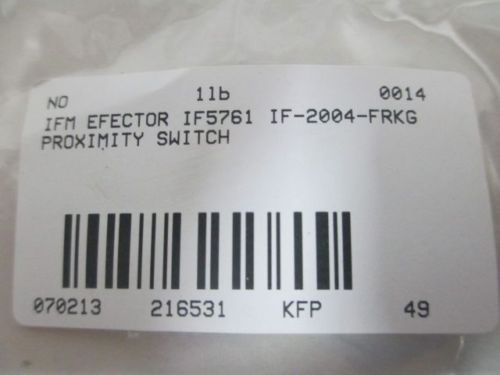 NO 11b 0014
IFM EFECTOR IF5761 IF-2004-FRKG
PROXIMITY SWITCH
070213 216531 KFP 49